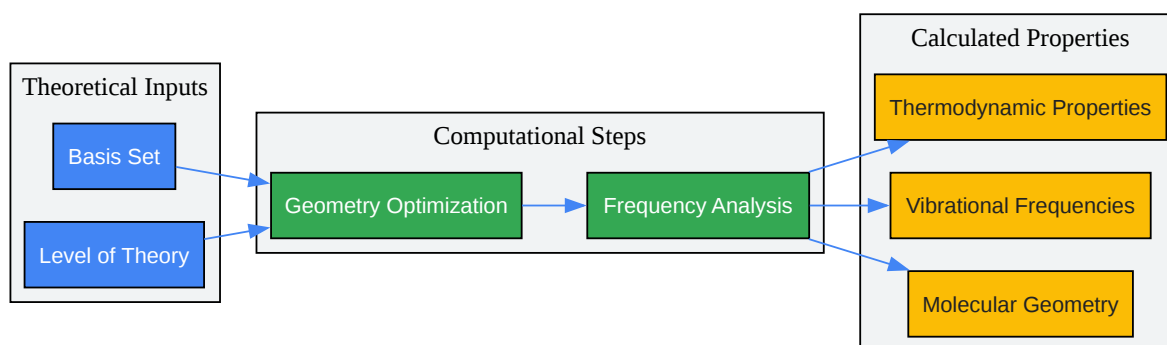 Theoretical Inputs
Basis Set
Level of Theory
Computational Steps
Geometry Optimization
Frequency Analysis
Calculated Properties
Thermodynamic Properties
Vibrational Frequencies
Molecular Geometry